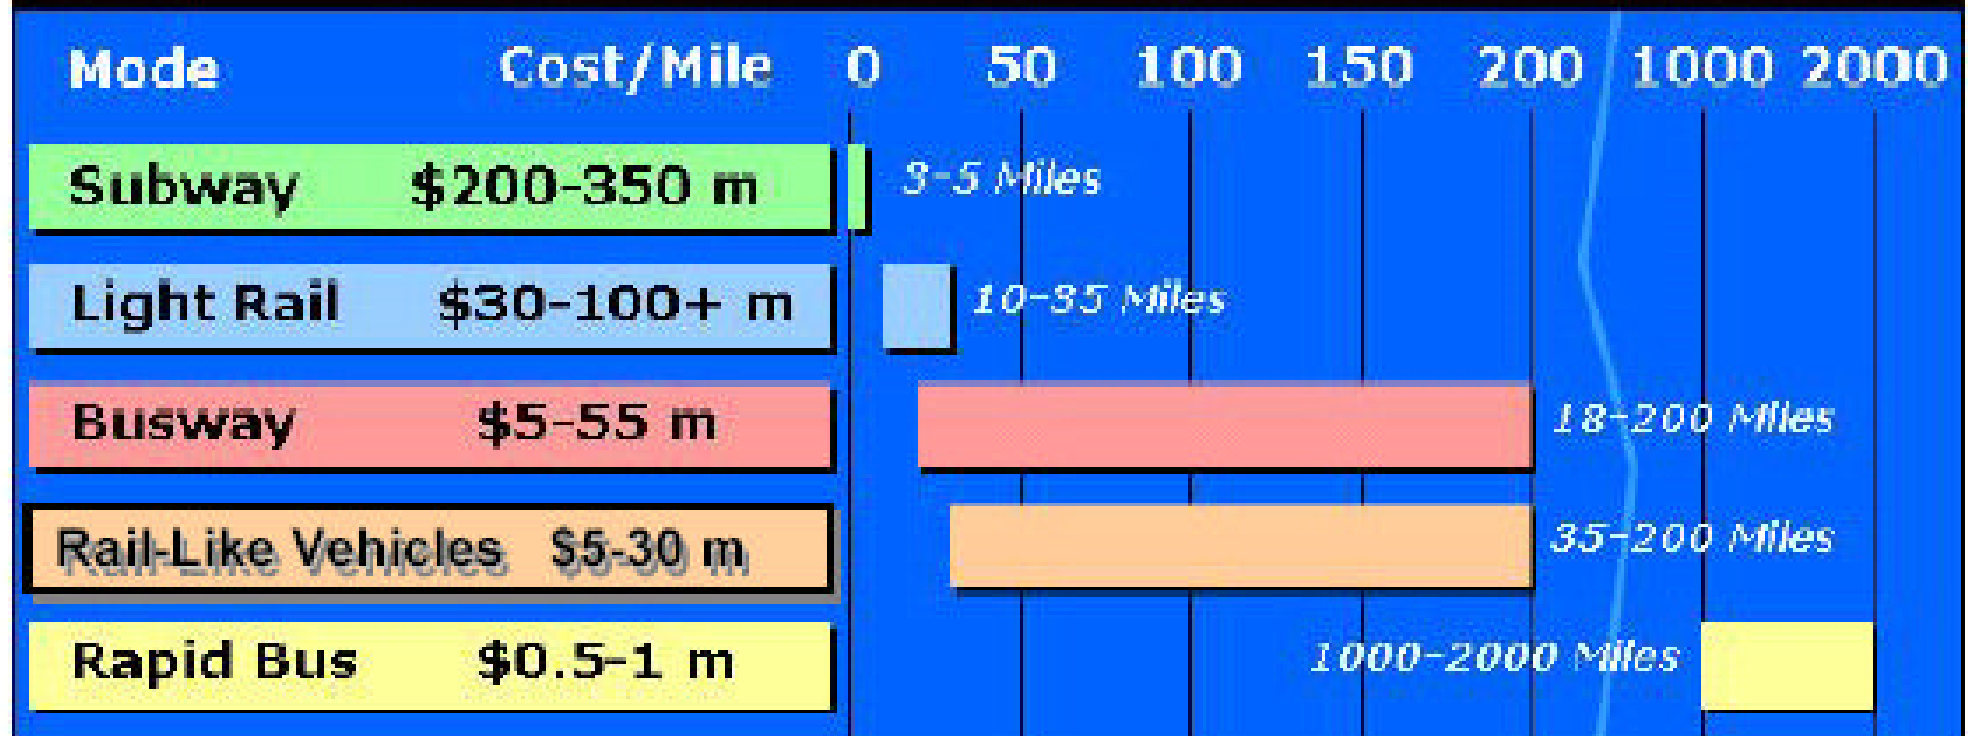 Mode Cost/Mile 0 50 100 150 200 1000 2000
Subway $200-350 m 3-5 Miles
Light Rail $30-100+ m 10-35 Miles
Busway $5-55 m 18-200 Miles
Rail-Like Vehicles $5-30 m 35-200 Miles
Rapid Bus $0.5-1 m 1000-2000 Miles